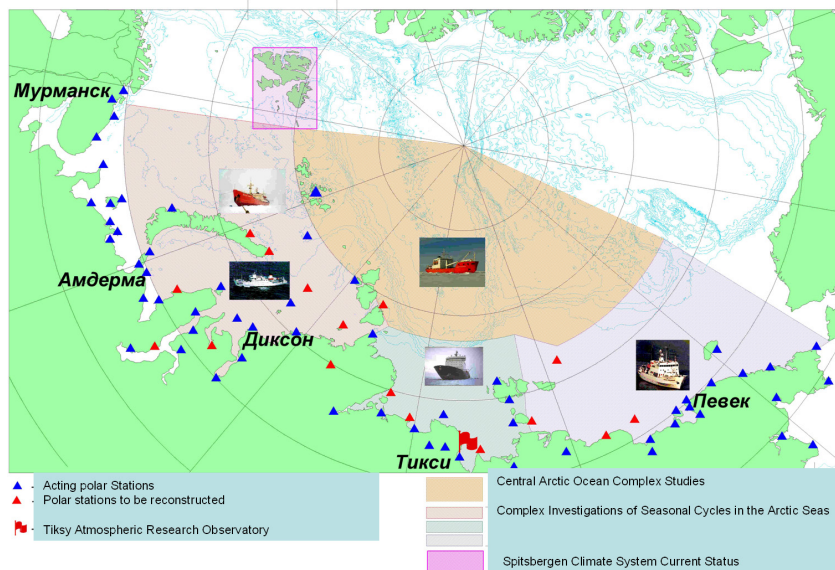 Мурманск
Амдерма
Диксон
Певек
Тикси
Acting polar Stations
Polar stations to be reconstructed
Tiksy Atmospheric Research Observatory
Central Arctic Ocean Complex Studies
Complex Investigations of Seasonal Cycles in the Arctic Seas
Spitsbergen Climate System Current Status